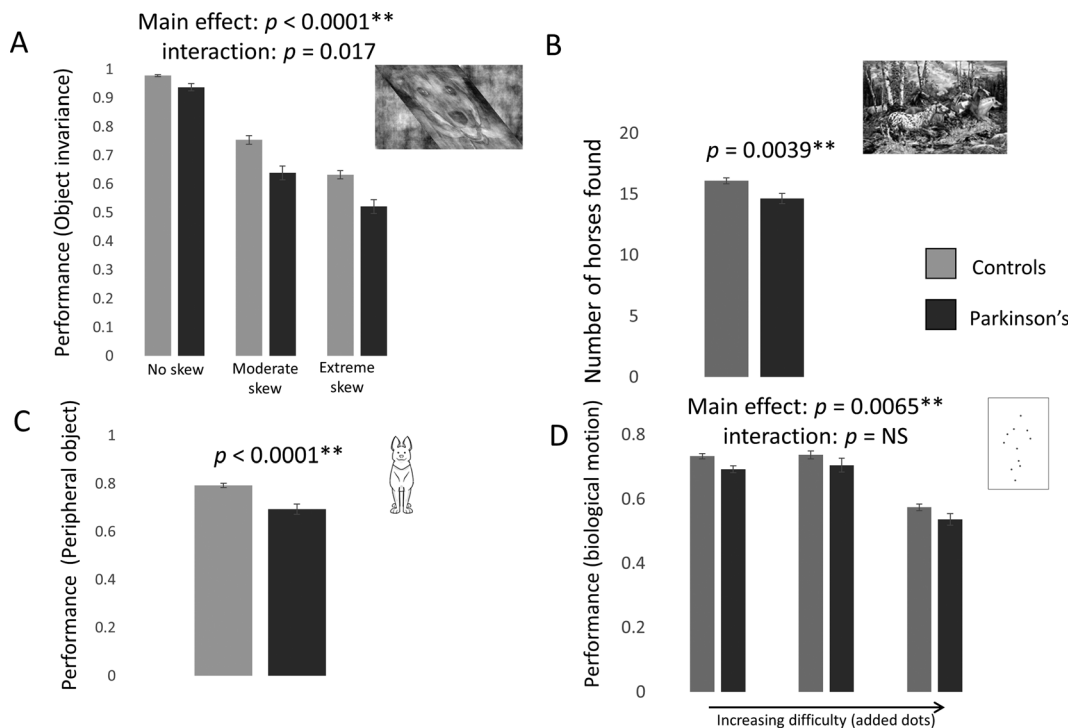 A
Main effect: p < 0.0001**
interaction: p = 0.017
Performance (Object invariance)
1
0.9
0.8
0.7
0.6
0.5
0.4
0.3
0.2
0.1
0
No skew
Moderate
skew
Extreme skew
B
p = 0.0039**
Number of horses found
20
15
10
5
0
Controls
Parkinson's
C
p < 0.0001**
Performance (Peripheral object)
1
0.8
0.6
0.4
0.2
0
D
Main effect: p = 0.0065**
interaction: p = NS
Performance (biological motion)
0.8
0.6
0.4
0.2
0
Increasing difficulty (added dots)